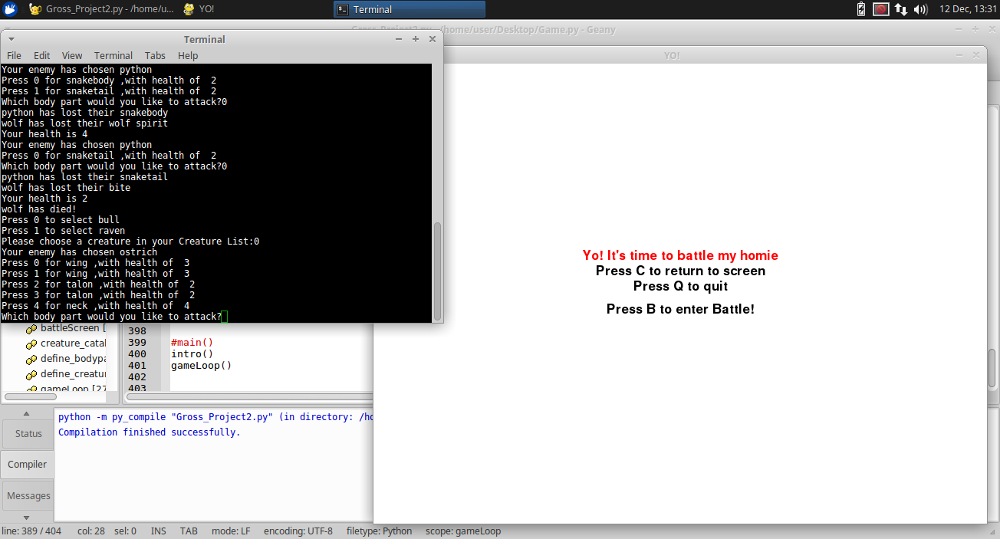 Gross_Project2.py - /home/u...
YO!
Terminal
12 Dec, 13:31
/home/user/Desktop/Game.py - Geany
Terminal
File Edit View Terminal Tabs Help
Your enemy has chosen python
Press 0 for snakebody ,with health of  2
Press 1 for snaketail ,with health of  2
Which body part would you like to attack?0
python has lost their snakebody
wolf has lost their wolf spirit
Your health is 4
Your enemy has chosen python
Press 0 for snaketail ,with health of  2
Which body part would you like to attack?0
python has lost their snaketail
wolf has lost their bite
Your health is 2
wolf has died!
Press 0 to select bull
Press 1 to select raven
Please choose a creature in your Creature List:0
Your enemy has chosen ostrich
Press 0 for wing ,with health of  3
Press 1 for wing ,with health of  3
Press 2 for talon ,with health of  2
Press 3 for talon ,with health of  2
Press 4 for neck ,with health of  4
Which body part would you like to attack?
YO!
Yo! It's time to battle my homie
Press C to return to screen
Press Q to quit
Press B to enter Battle!
battleScreen [
creature_catal
define_bodypa
define_creatur
gameLoop [27
398
399 #main()
400 intro()
401 gameLoop()
402
403
Status
Compiler
Messages
python -m py_compile "Gross_Project2.py" (in directory: /ho
Compilation finished successfully.
line: 389 / 404 col: 28 sel: 0 INS TAB mode: LF encoding: UTF-8 filetype: Python scope: gameLoop